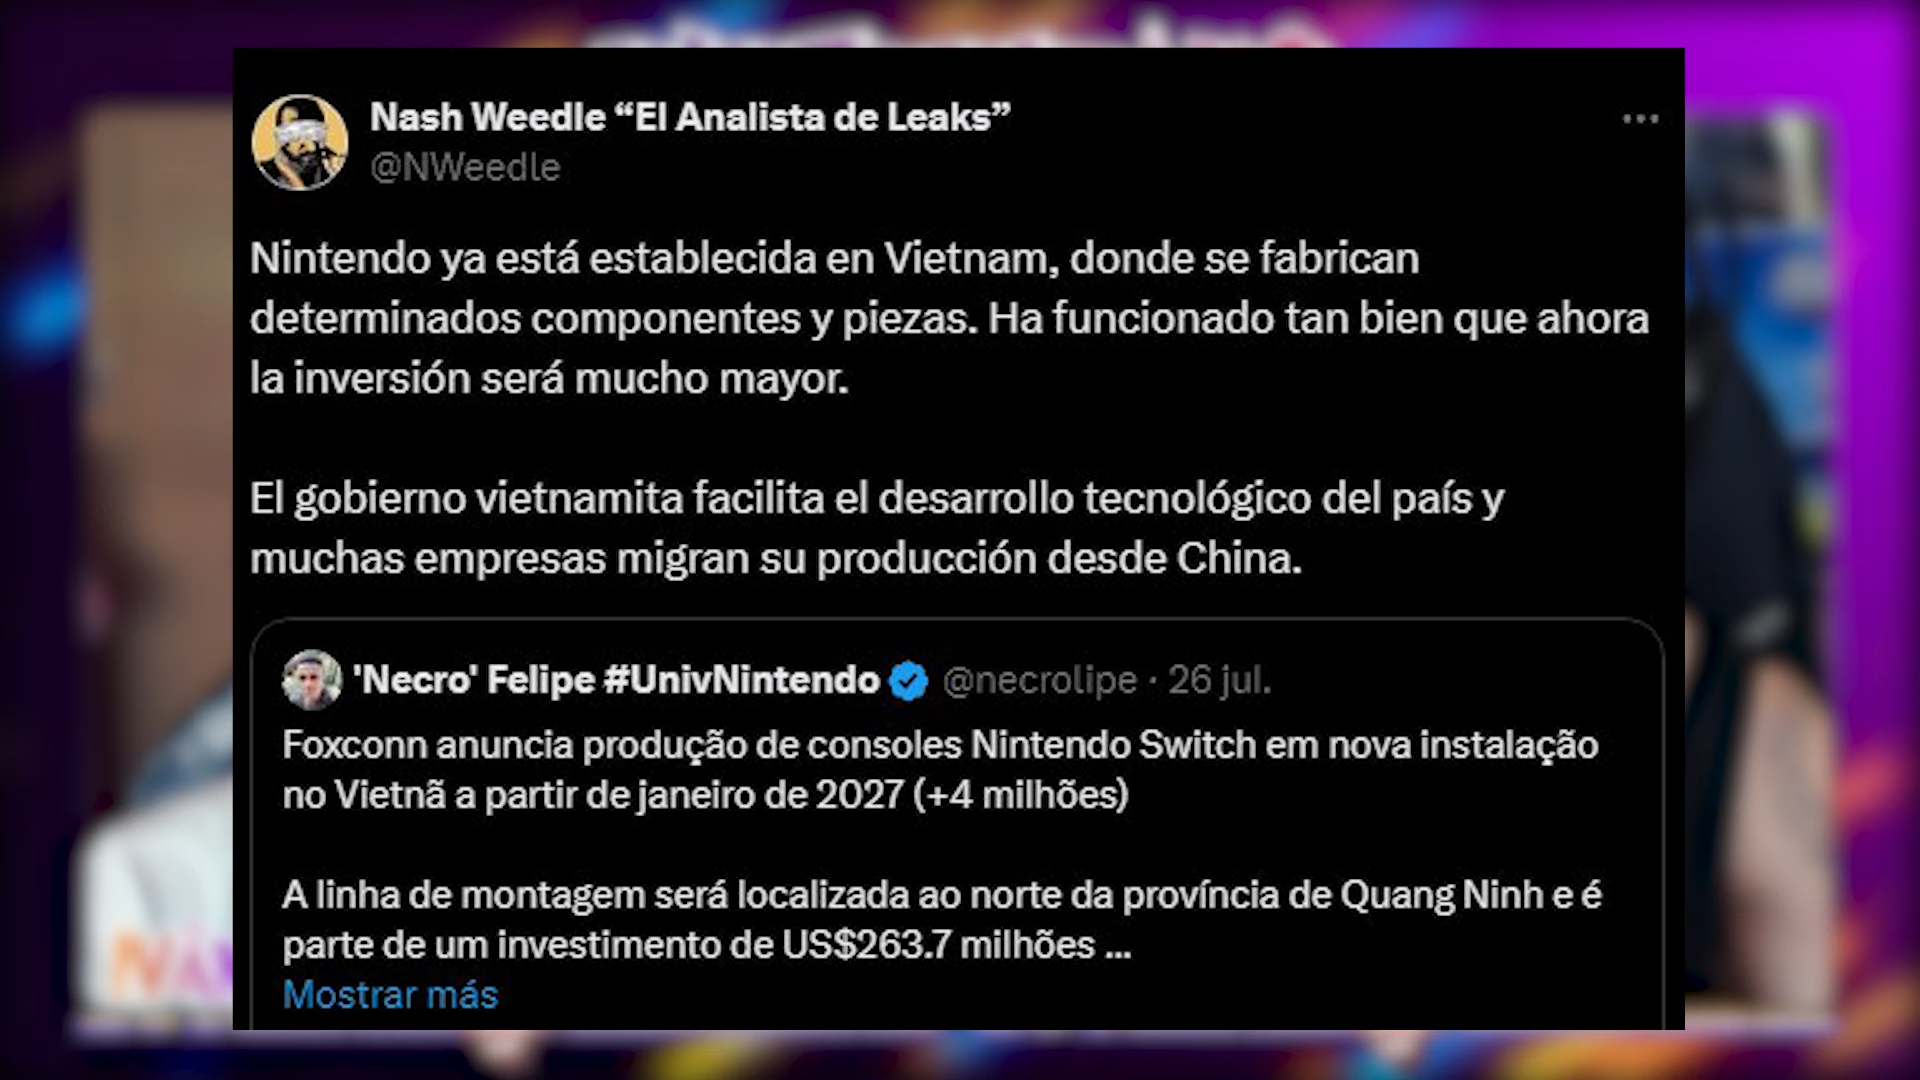 Nash Weedle “El Analista de Leaks”
@NWeedle
Nintendo ya está establecida en Vietnam, donde se fabrican
determinados componentes y piezas. Ha funcionado tan bien que ahora
la inversión será mucho mayor.
El gobierno vietnamita facilita el desarrollo tecnológico del país y
muchas empresas migran su producción desde China.
'Necro' Felipe #UnivNintendo @necrolipe · 26 jul.
Foxconn anuncia produção de consoles Nintendo Switch em nova instalação
no Vietnã a partir de janeiro de 2027 (+4 milhões)
A linha de montagem será localizada ao norte da província de Quang Ninh e é
parte de um investimento de US$263.7 milhões ...
Mostrar más